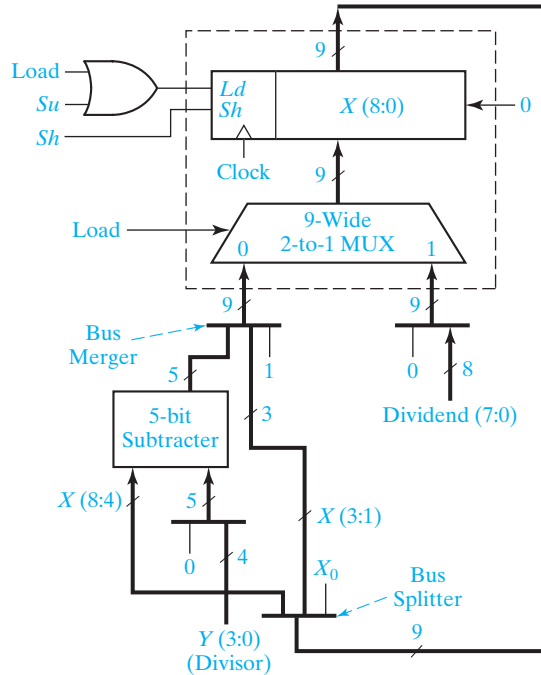 9
Load
Su
Sh
Ld
Sh
X (8:0)
0
Clock
9
Load
9-Wide
2-to-1 MUX
0
1
9
9
Bus
Merger
1
0
8
5
3
Dividend (7:0)
5-bit
Subtracter
X (8:4)
5
X (3:1)
0
4
X0
Bus
Splitter
Y (3:0)
(Divisor)
9